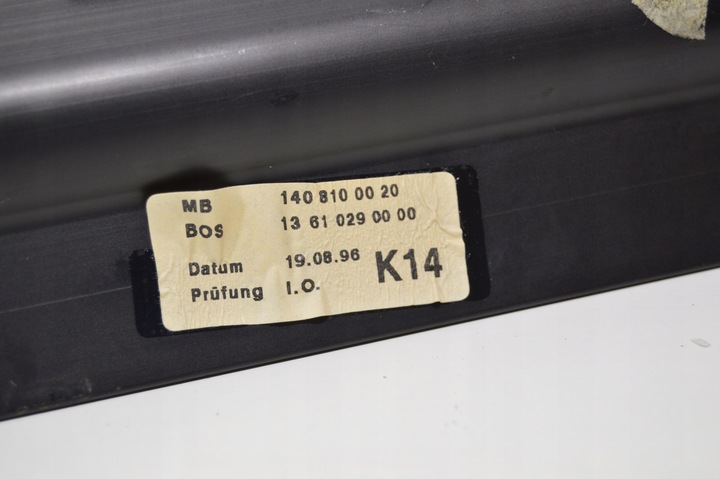 MB 140 810 00 20
BOS 13 61 029 00 00
Datum 19.08.96 K14
Prüfung I.O.